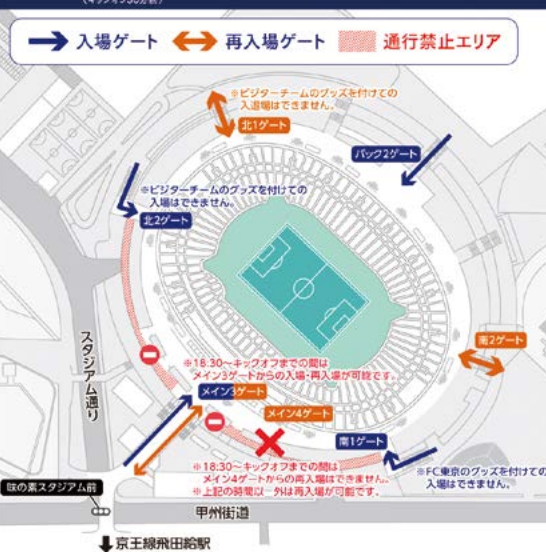 (キックオフ30分前)
入場ゲート
再入場ゲート
通行禁止エリア
※ビジターチームのグッズを付けての
入退場はできません。
北1ゲート
バック2ゲート
※ビジターチームのグッズを付けての
入場はできません。
北2ゲート
スタジアム通り
南2ゲート
※18:30~キックオフまでの間は
メイン3ゲートからの入場・再入場が可能です。
メイン3ゲート
メイン4ゲート
南1ゲート
※18:30~キックオフまでの間は
メイン4ゲートからの再入場はできません。
※上記の時間以外は再入場が可能です。
※FC東京のグッズを付けての
入場はできません。
味の素スタジアム前
甲州街道
京王線飛田給駅